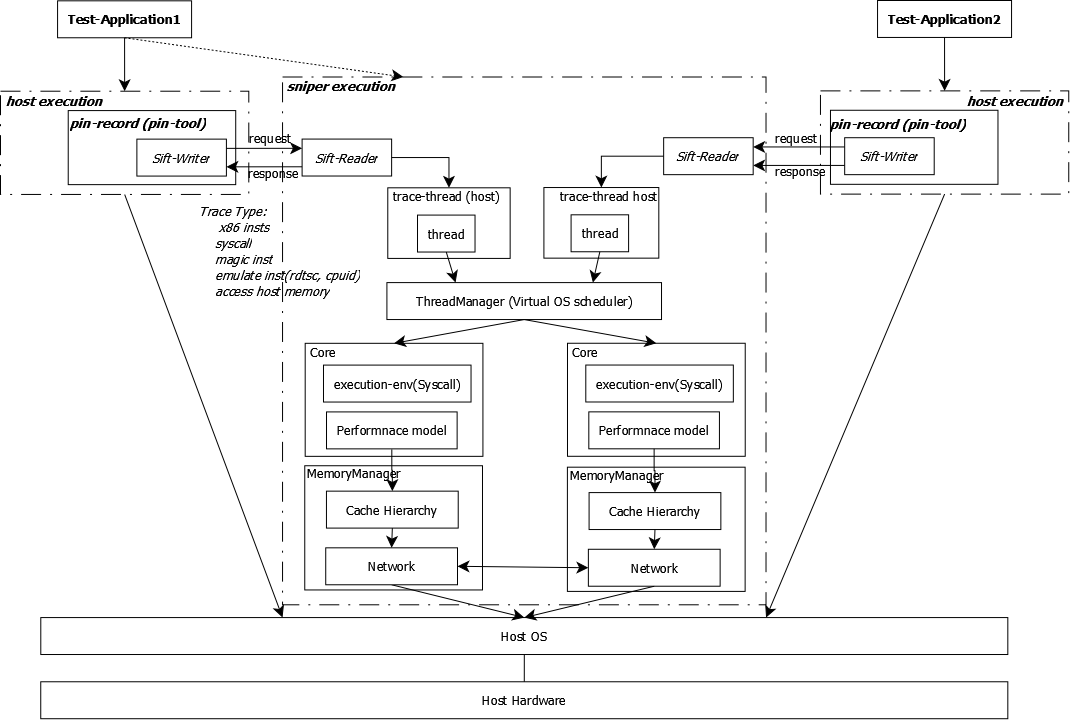 Test-Application1
Test-Application2
host execution
sniper execution
host execution
pin-record (pin-tool)
pin-record (pin-tool)
Sift-Writer
request
Sift-Reader
Sift-Reader
request
Sift-Writer
response
response
trace-thread (host)
trace-thread host
Trace Type:
x86 insts
syscall
magic inst
emulate inst(rdtsc, cpuid)
access host memory
thread
thread
ThreadManager (Virtual OS scheduler)
Core
Core
execution-env(Syscall)
execution-env(Syscall)
Performnace model
Performnace model
MemoryManager
MemoryManager
Cache Hierarchy
Cache Hierarchy
Network
Network
Host OS
Host Hardware